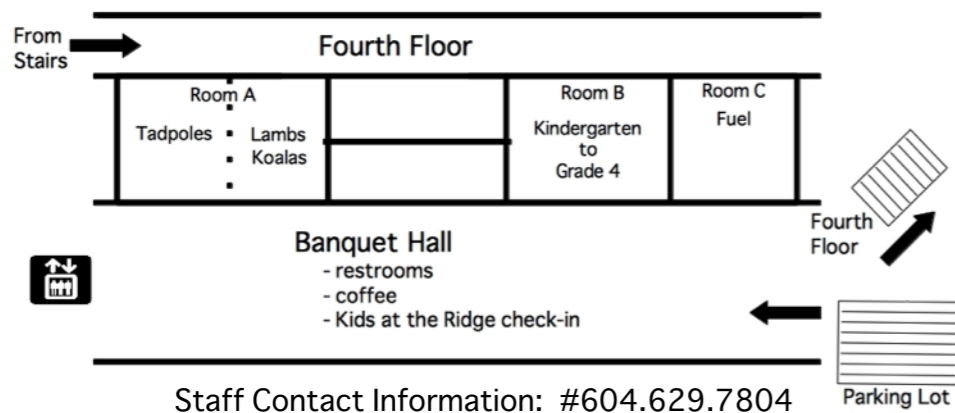 From
Stairs
Fourth Floor
Room A
Tadpoles
Lambs
Koalas
Room B
Kindergarten
to
Grade 4
Room C
Fuel
Fourth
Floor
Banquet Hall
- restrooms
- coffee
- Kids at the Ridge check-in
Parking Lot
Staff Contact Information: #604.629.7804